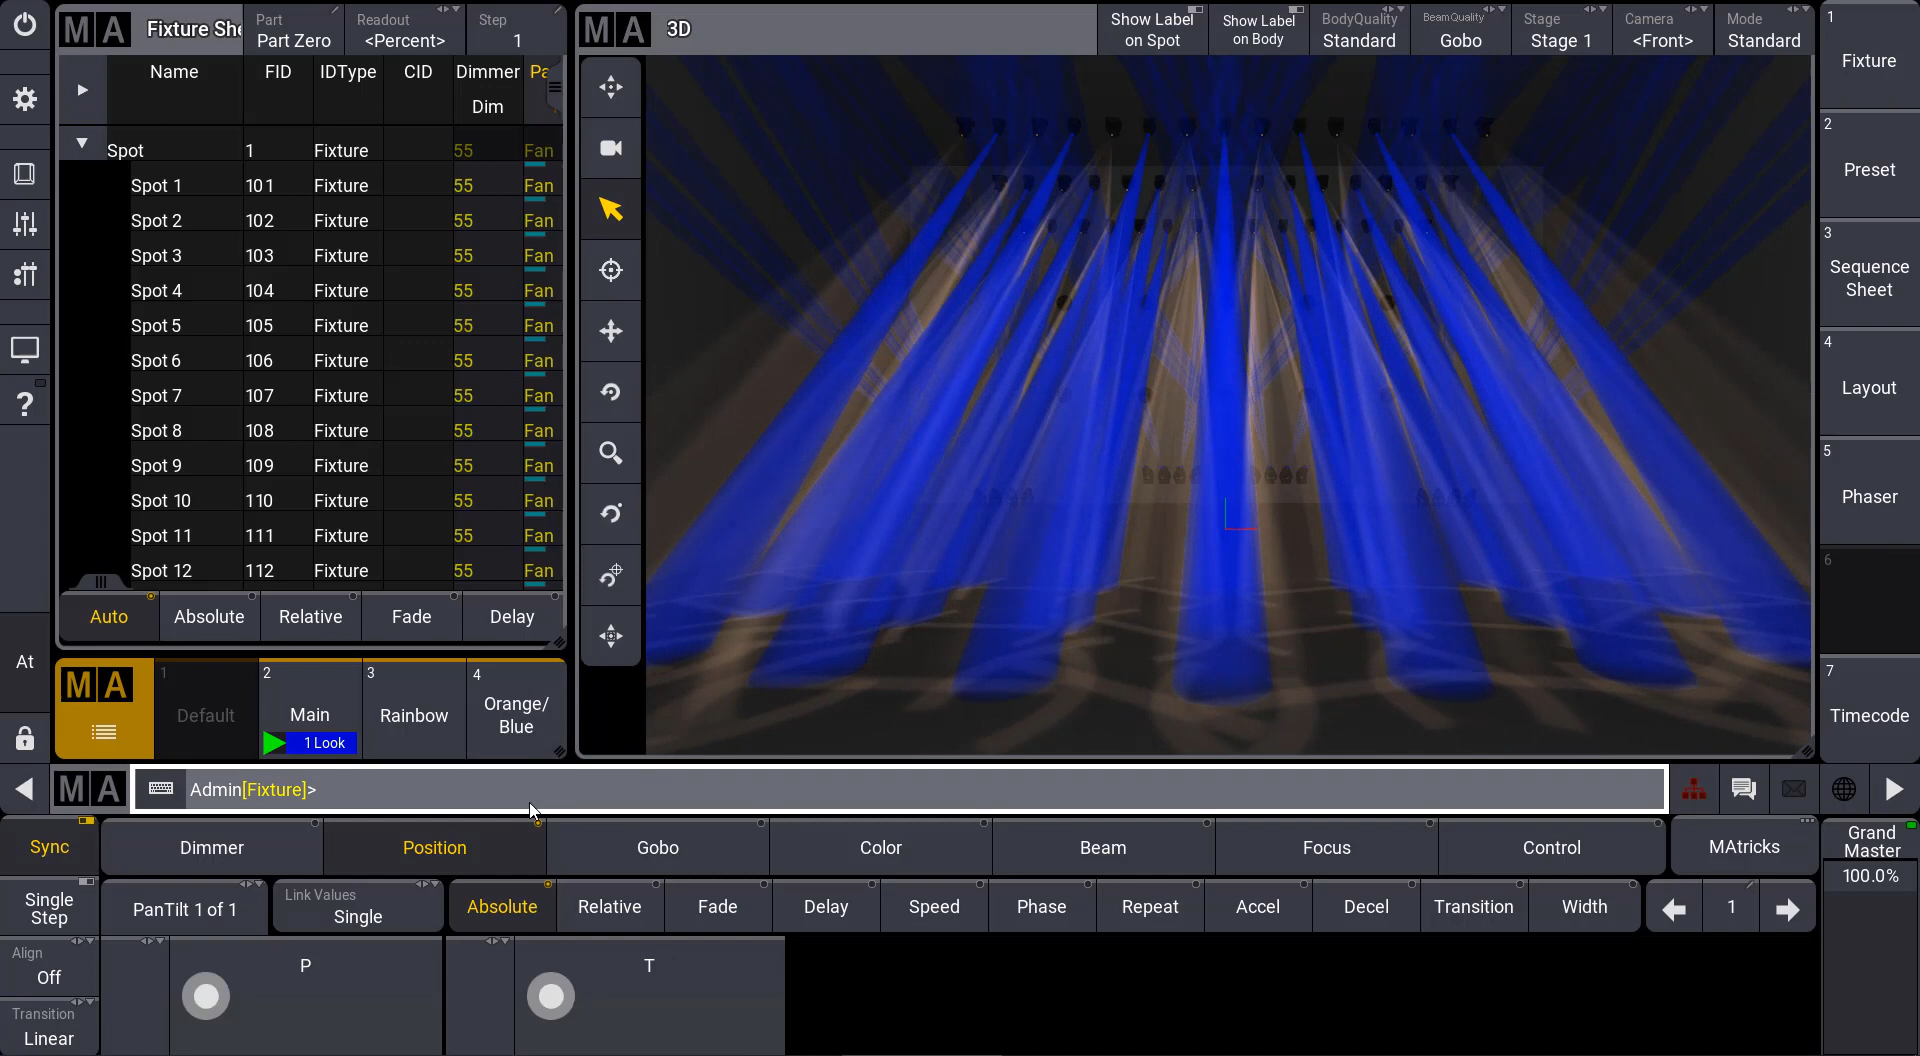 MA Fixture She
Part
Part Zero
Readout
<Percent>
Step
1
MA 3D
Show Label
on Spot
Show Label
on Body
BodyQuality
Standard
BeamQuality
Gobo
Stage
Stage 1
Camera
<Front>
Mode
Standard
Name FID IDType CID Dimmer
Dim
Spot 1 Fixture 55 Fan
Spot 1 101 Fixture 55 Fan
Spot 2 102 Fixture 55 Fan
Spot 3 103 Fixture 55 Fan
Spot 4 104 Fixture 55 Fan
Spot 5 105 Fixture 55 Fan
Spot 6 106 Fixture 55 Fan
Spot 7 107 Fixture 55 Fan
Spot 8 108 Fixture 55 Fan
Spot 9 109 Fixture 55 Fan
Spot 10 110 Fixture 55 Fan
Spot 11 111 Fixture 55 Fan
Spot 12 112 Fixture 55 Fan
Auto Absolute Relative Fade Delay
MA
1
Default
2
Main
1 Look
3
Rainbow
4
Orange/
Blue
1
Fixture
2
Preset
3
Sequence
Sheet
4
Layout
5
Phaser
6
7
Timecode
?
At
MA Admin[Fixture]>
Sync Dimmer Position Gobo Color Beam Focus Control MAtricks
Grand
Master
100.0%
Single
Step
PanTilt 1 of 1
Link Values
Single
Absolute Relative Fade Delay Speed Phase Repeat Accel Decel Transition Width 1
Align
Off
P T
Transition
Linear